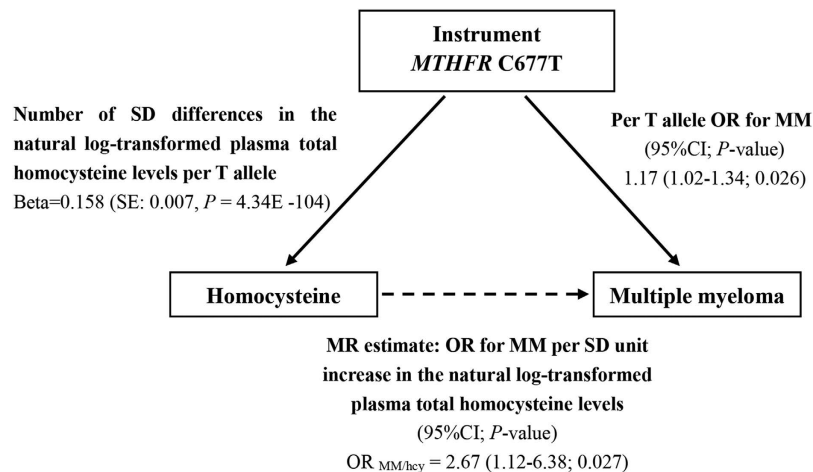 Instrument
MTHFR C677T
Number of SD differences in the
natural log-transformed plasma total
homocysteine levels per T allele
Beta=0.158 (SE: 0.007, P = 4.34E -104)
Per T allele OR for MM
(95%CI; P-value)
1.17 (1.02-1.34; 0.026)
Homocysteine
Multiple myeloma
MR estimate: OR for MM per SD unit
increase in the natural log-transformed
plasma total homocysteine levels
(95%CI; P-value)
OR MM/hcy = 2.67 (1.12-6.38; 0.027)